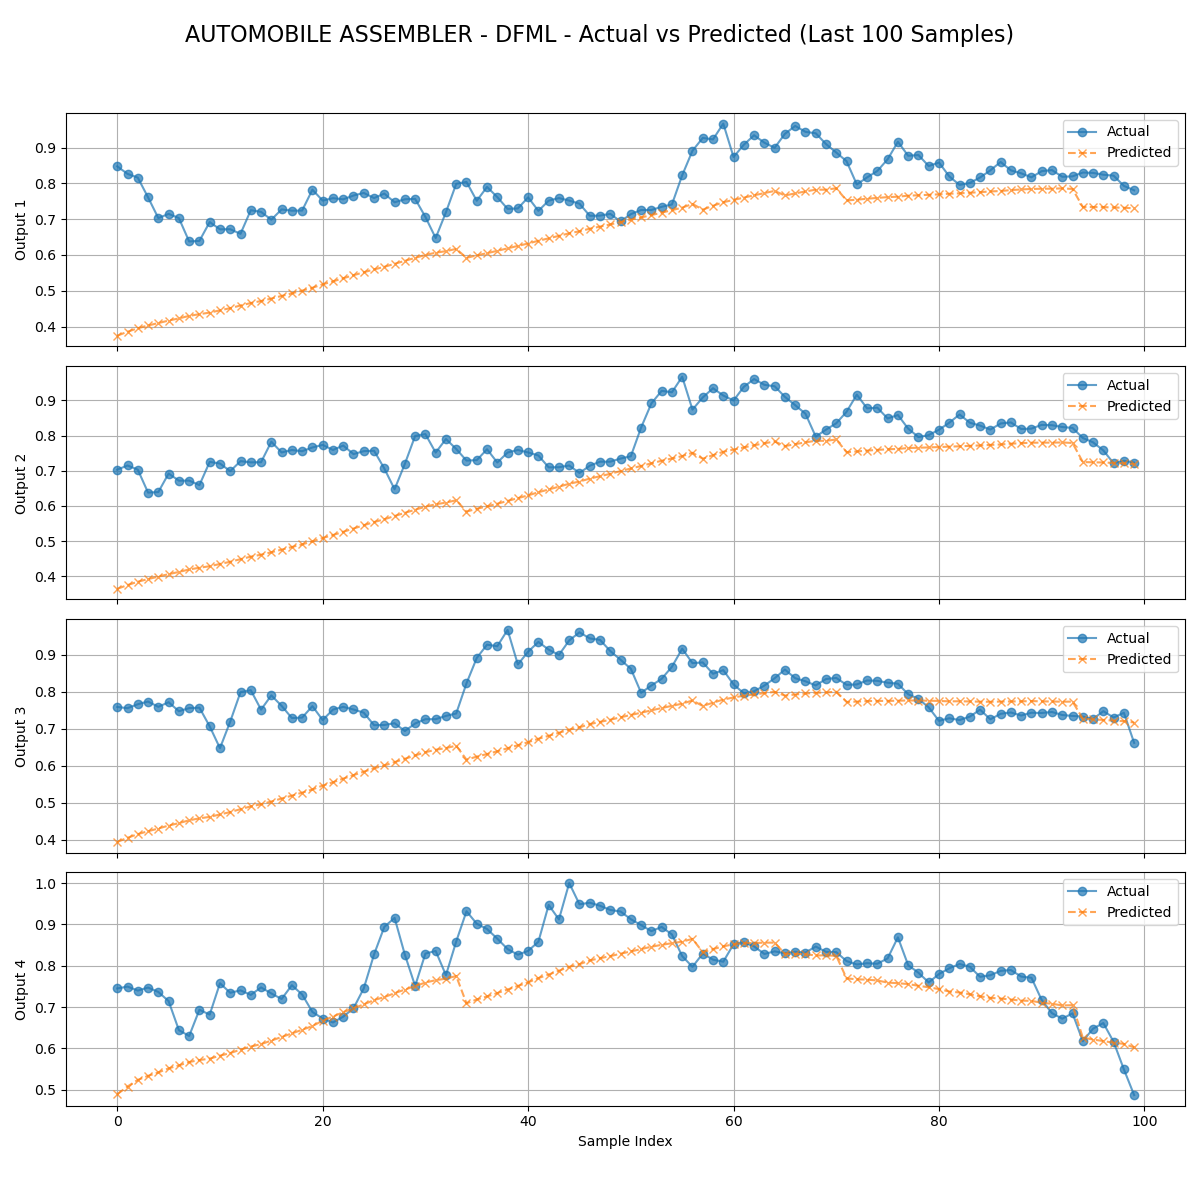 AUTOMOBILE ASSEMBLER - DFML - Actual vs Predicted (Last 100 Samples)
Output 1
0.9
0.8
0.7
0.6
0.5
0.4
Actual
Predicted
Output 2
0.9
0.8
0.7
0.6
0.5
0.4
Actual
Predicted
Output 3
0.9
0.8
0.7
0.6
0.5
0.4
Actual
Predicted
Output 4
1.0
0.9
0.8
0.7
0.6
0.5
Actual
Predicted
0 20 40 60 80 100
Sample Index